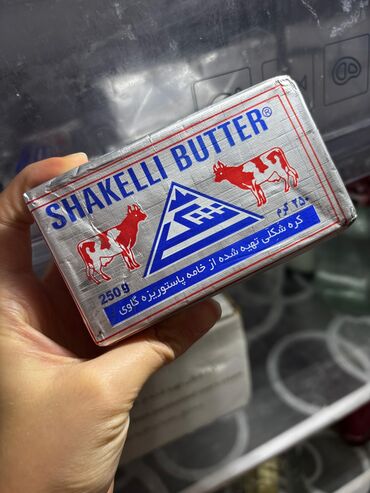 SHAKELLI BUTTER®
250 g
۲۵۰ گرم
کره شکلی تهیه شده از خامه پاستوریزه گاوی